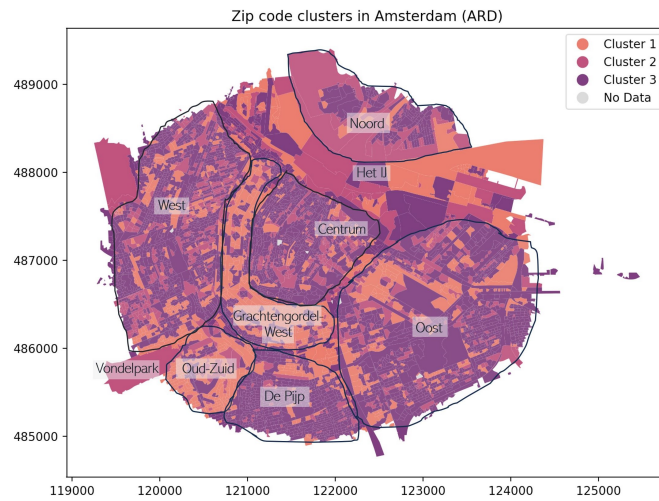 Zip code clusters in Amsterdam (ARD)
Cluster 1
Cluster 2
Cluster 3
No Data
489000
488000
487000
486000
485000
Noord
Het IJ
West
Centrum
Grachtengordel
West
Oost
Vondelpark
Oud-Zuid
De Pijp
119000 120000 121000 122000 123000 124000 125000